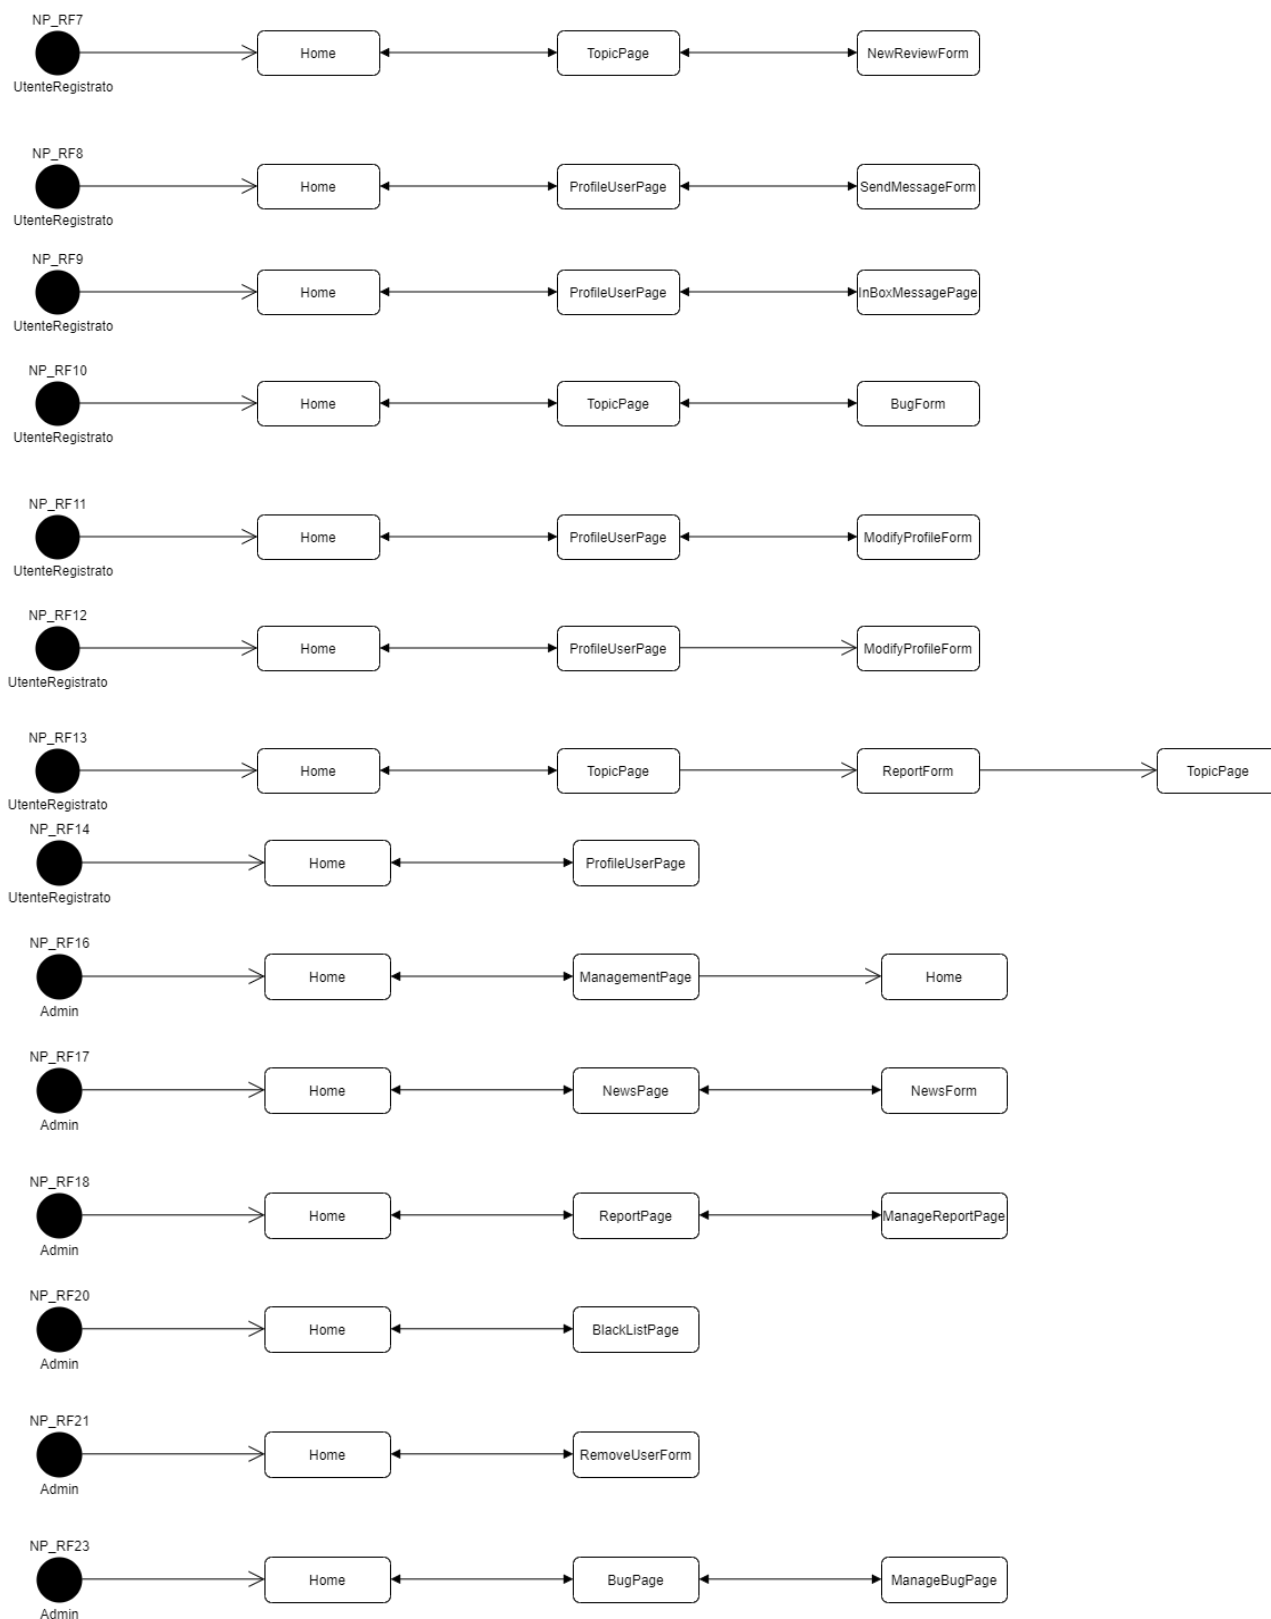 NP_RF7
Home TopicPage NewReviewForm
UtenteRegistrato
NP_RF8
Home ProfileUserPage SendMessageForm
UtenteRegistrato
NP_RF9
Home ProfileUserPage InBoxMessagePage
UtenteRegistrato
NP_RF10
Home TopicPage BugForm
UtenteRegistrato
NP_RF11
Home ProfileUserPage ModifyProfileForm
UtenteRegistrato
NP_RF12
Home ProfileUserPage ModifyProfileForm
UtenteRegistrato
NP_RF13
Home TopicPage ReportForm TopicPage
UtenteRegistrato
NP_RF14
Home ProfileUserPage
UtenteRegistrato
NP_RF16
Home ManagementPage Home
Admin
NP_RF17
Home NewsPage NewsForm
Admin
NP_RF18
Home ReportPage ManageReportPage
Admin
NP_RF20
Home BlackListPage
Admin
NP_RF21
Home RemoveUserForm
Admin
NP_RF23
Home BugPage ManageBugPage
Admin